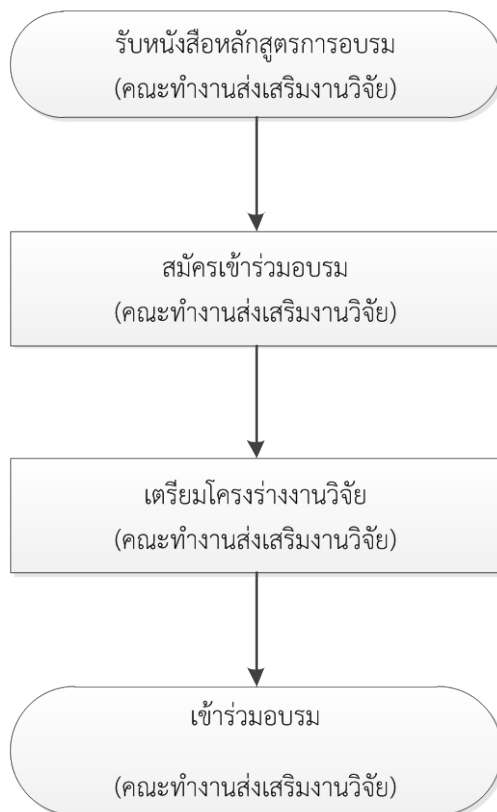 รับหนังสือหลักสูตรการอบรม
(คณะทำงานส่งเสริมงานวิจัย)
สมัครเข้าร่วมอบรม
(คณะทำงานส่งเสริมงานวิจัย)
เตรียมโครงร่างงานวิจัย
(คณะทำงานส่งเสริมงานวิจัย)
เข้าร่วมอบรม
(คณะทำงานส่งเสริมงานวิจัย)